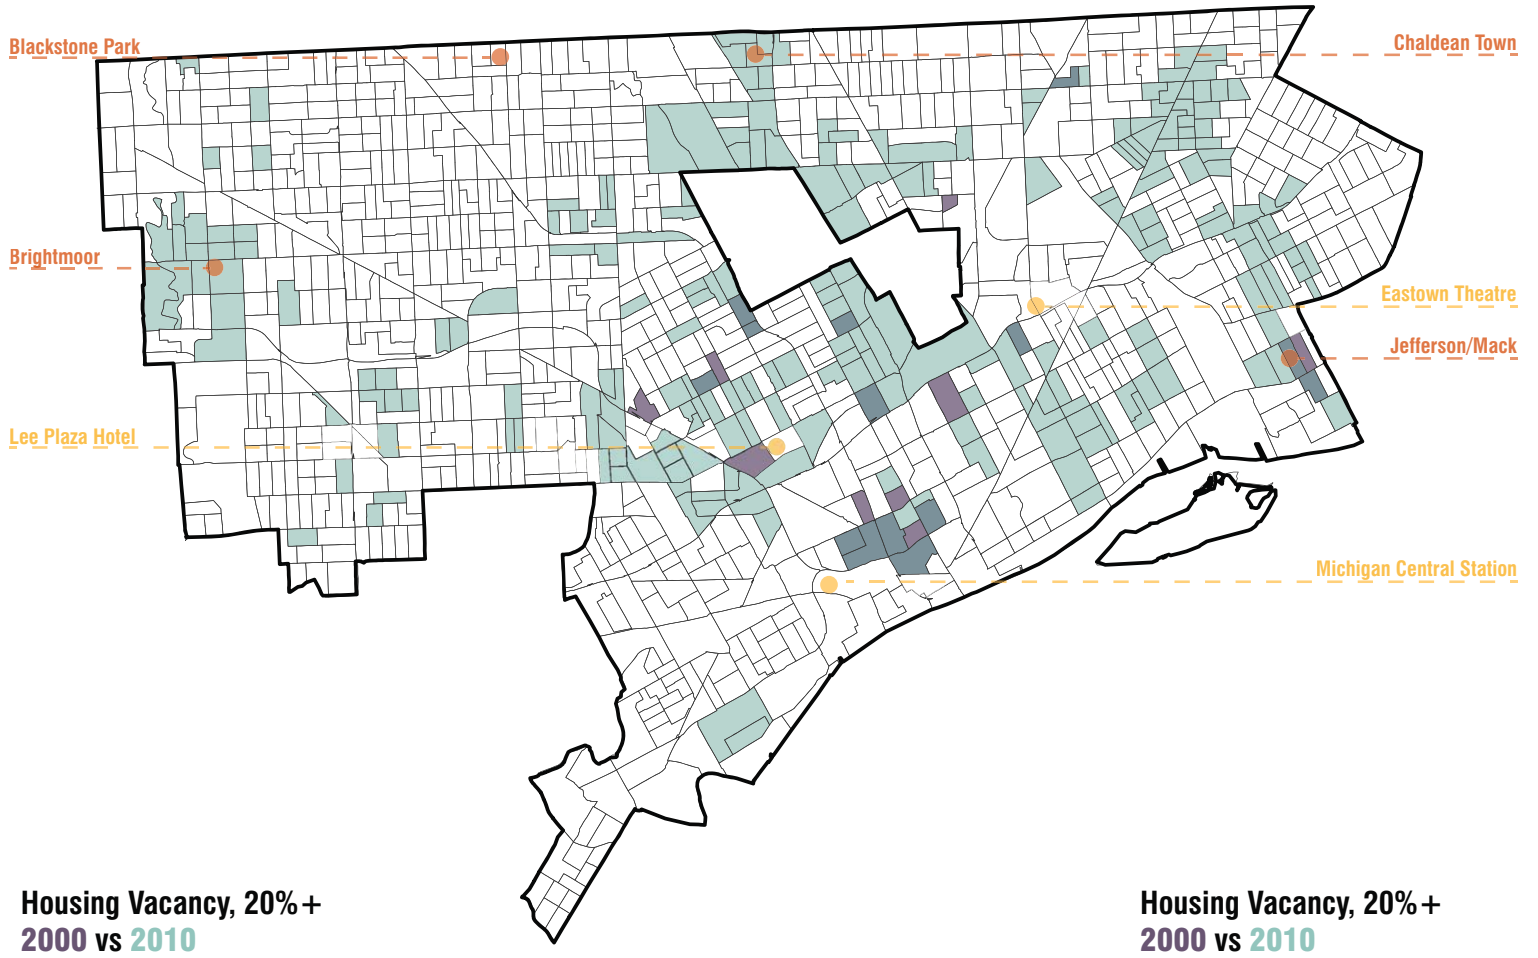 Blackstone Park
Chaldean Town
Brightmoor
Eastown Theatre
Jefferson/Mack
Lee Plaza Hotel
Michigan Central Station
Housing Vacancy, 20%+
2000 vs 2010
Housing Vacancy, 20%+
2000 vs 2010